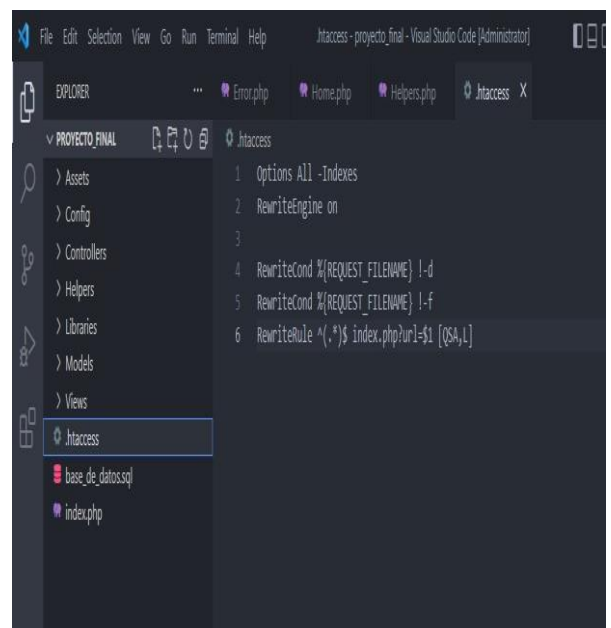 File Edit Selection View Go Run Terminal Help .htaccess - proyecto_final - Visual Studio Code [Administrator]
EXPLORER ...
Error.php Home.php Helpers.php .htaccess X
PROYECTO_FINAL
.htaccess
Assets
Config
Controllers
Helpers
Libraries
Models
Views
.htaccess
base_de_datos.sql
index.php
1 Options All -Indexes
2 RewriteEngine on
3
4 RewriteCond %{REQUEST_FILENAME} !-d
5 RewriteCond %{REQUEST_FILENAME} !-f
6 RewriteRule ^(.*)$ index.php?url=$1 [QSA,L]